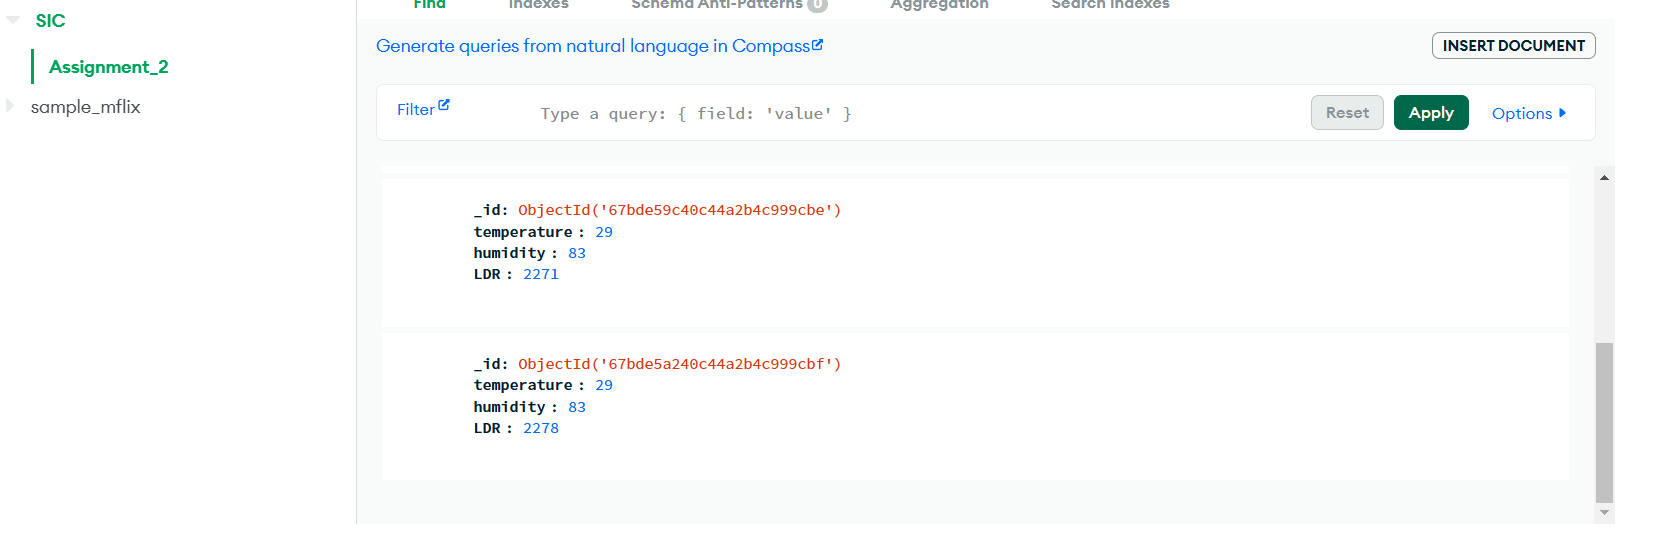 SIC
Assignment_2
sample_mflix
Find Indexes Schema Anti-Patterns 0 Aggregation Search Indexes
Generate queries from natural language in Compass
INSERT DOCUMENT
Filter Type a query: { field: 'value' } Reset Apply Options
_id: ObjectId('67bde59c40c44a2b4c999cbe')
temperature : 29
humidity : 83
LDR : 2271
_id: ObjectId('67bde5a240c44a2b4c999cbf')
temperature : 29
humidity : 83
LDR : 2278